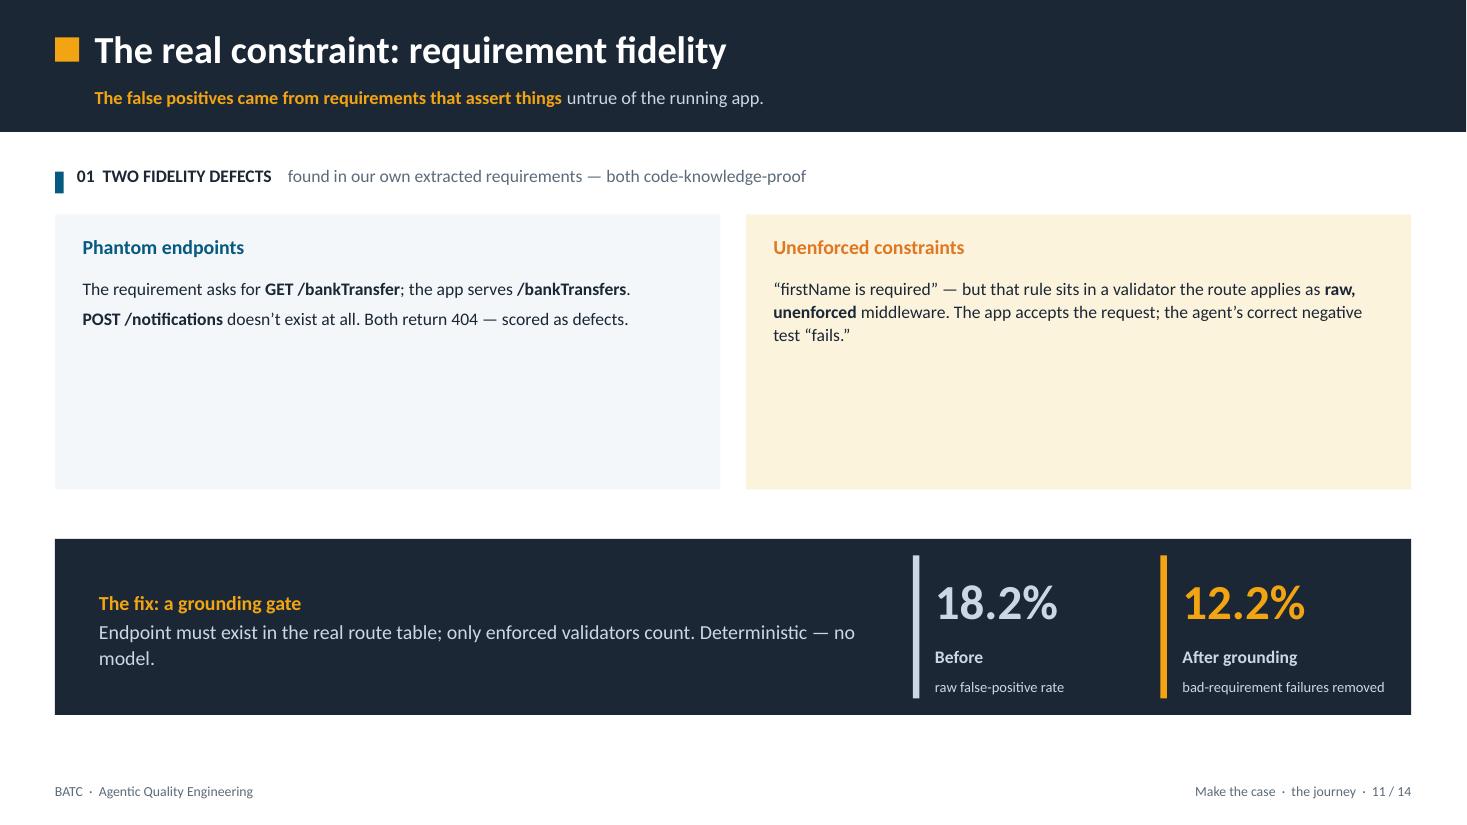 The real constraint: requirement fidelity
The false positives came from requirements that assert things untrue of the running app.
01 TWO FIDELITY DEFECTS found in our own extracted requirements — both code-knowledge-proof
Phantom endpoints
The requirement asks for GET /bankTransfer; the app serves /bankTransfers.
POST /notifications doesn’t exist at all. Both return 404 — scored as defects.
Unenforced constraints
“firstName is required” — but that rule sits in a validator the route applies as raw,
unenforced middleware. The app accepts the request; the agent’s correct negative
test “fails.”
The fix: a grounding gate
Endpoint must exist in the real route table; only enforced validators count. Deterministic — no
model.
18.2%
Before
raw false-positive rate
12.2%
After grounding
bad-requirement failures removed
BATC · Agentic Quality Engineering
Make the case · the journey · 11 / 14